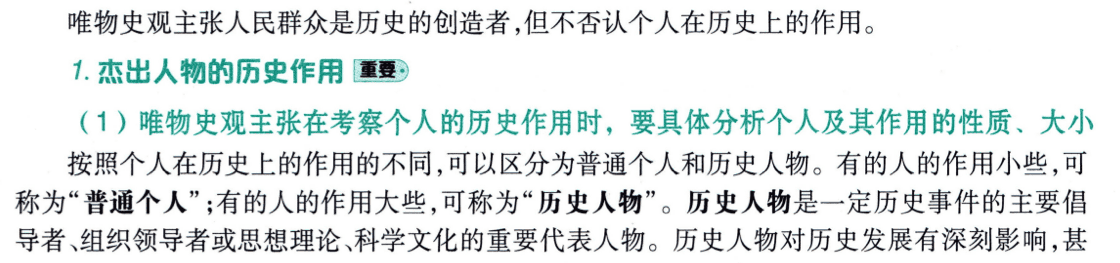 唯物史观主张人民群众是历史的创造者,但不否认个人在历史上的作用。
1. 杰出人物的历史作用 重要
（1）唯物史观主张在考察个人的历史作用时，要具体分析个人及其作用的性质、大小
按照个人在历史上的作用的不同,可以区分为普通个人和历史人物。有的人的作用小些,可
称为“普通个人”;有的人的作用大些,可称为“历史人物”。历史人物是一定历史事件的主要倡
导者、组织领导者或思想理论、科学文化的重要代表人物。历史人物对历史发展有深刻影响,甚